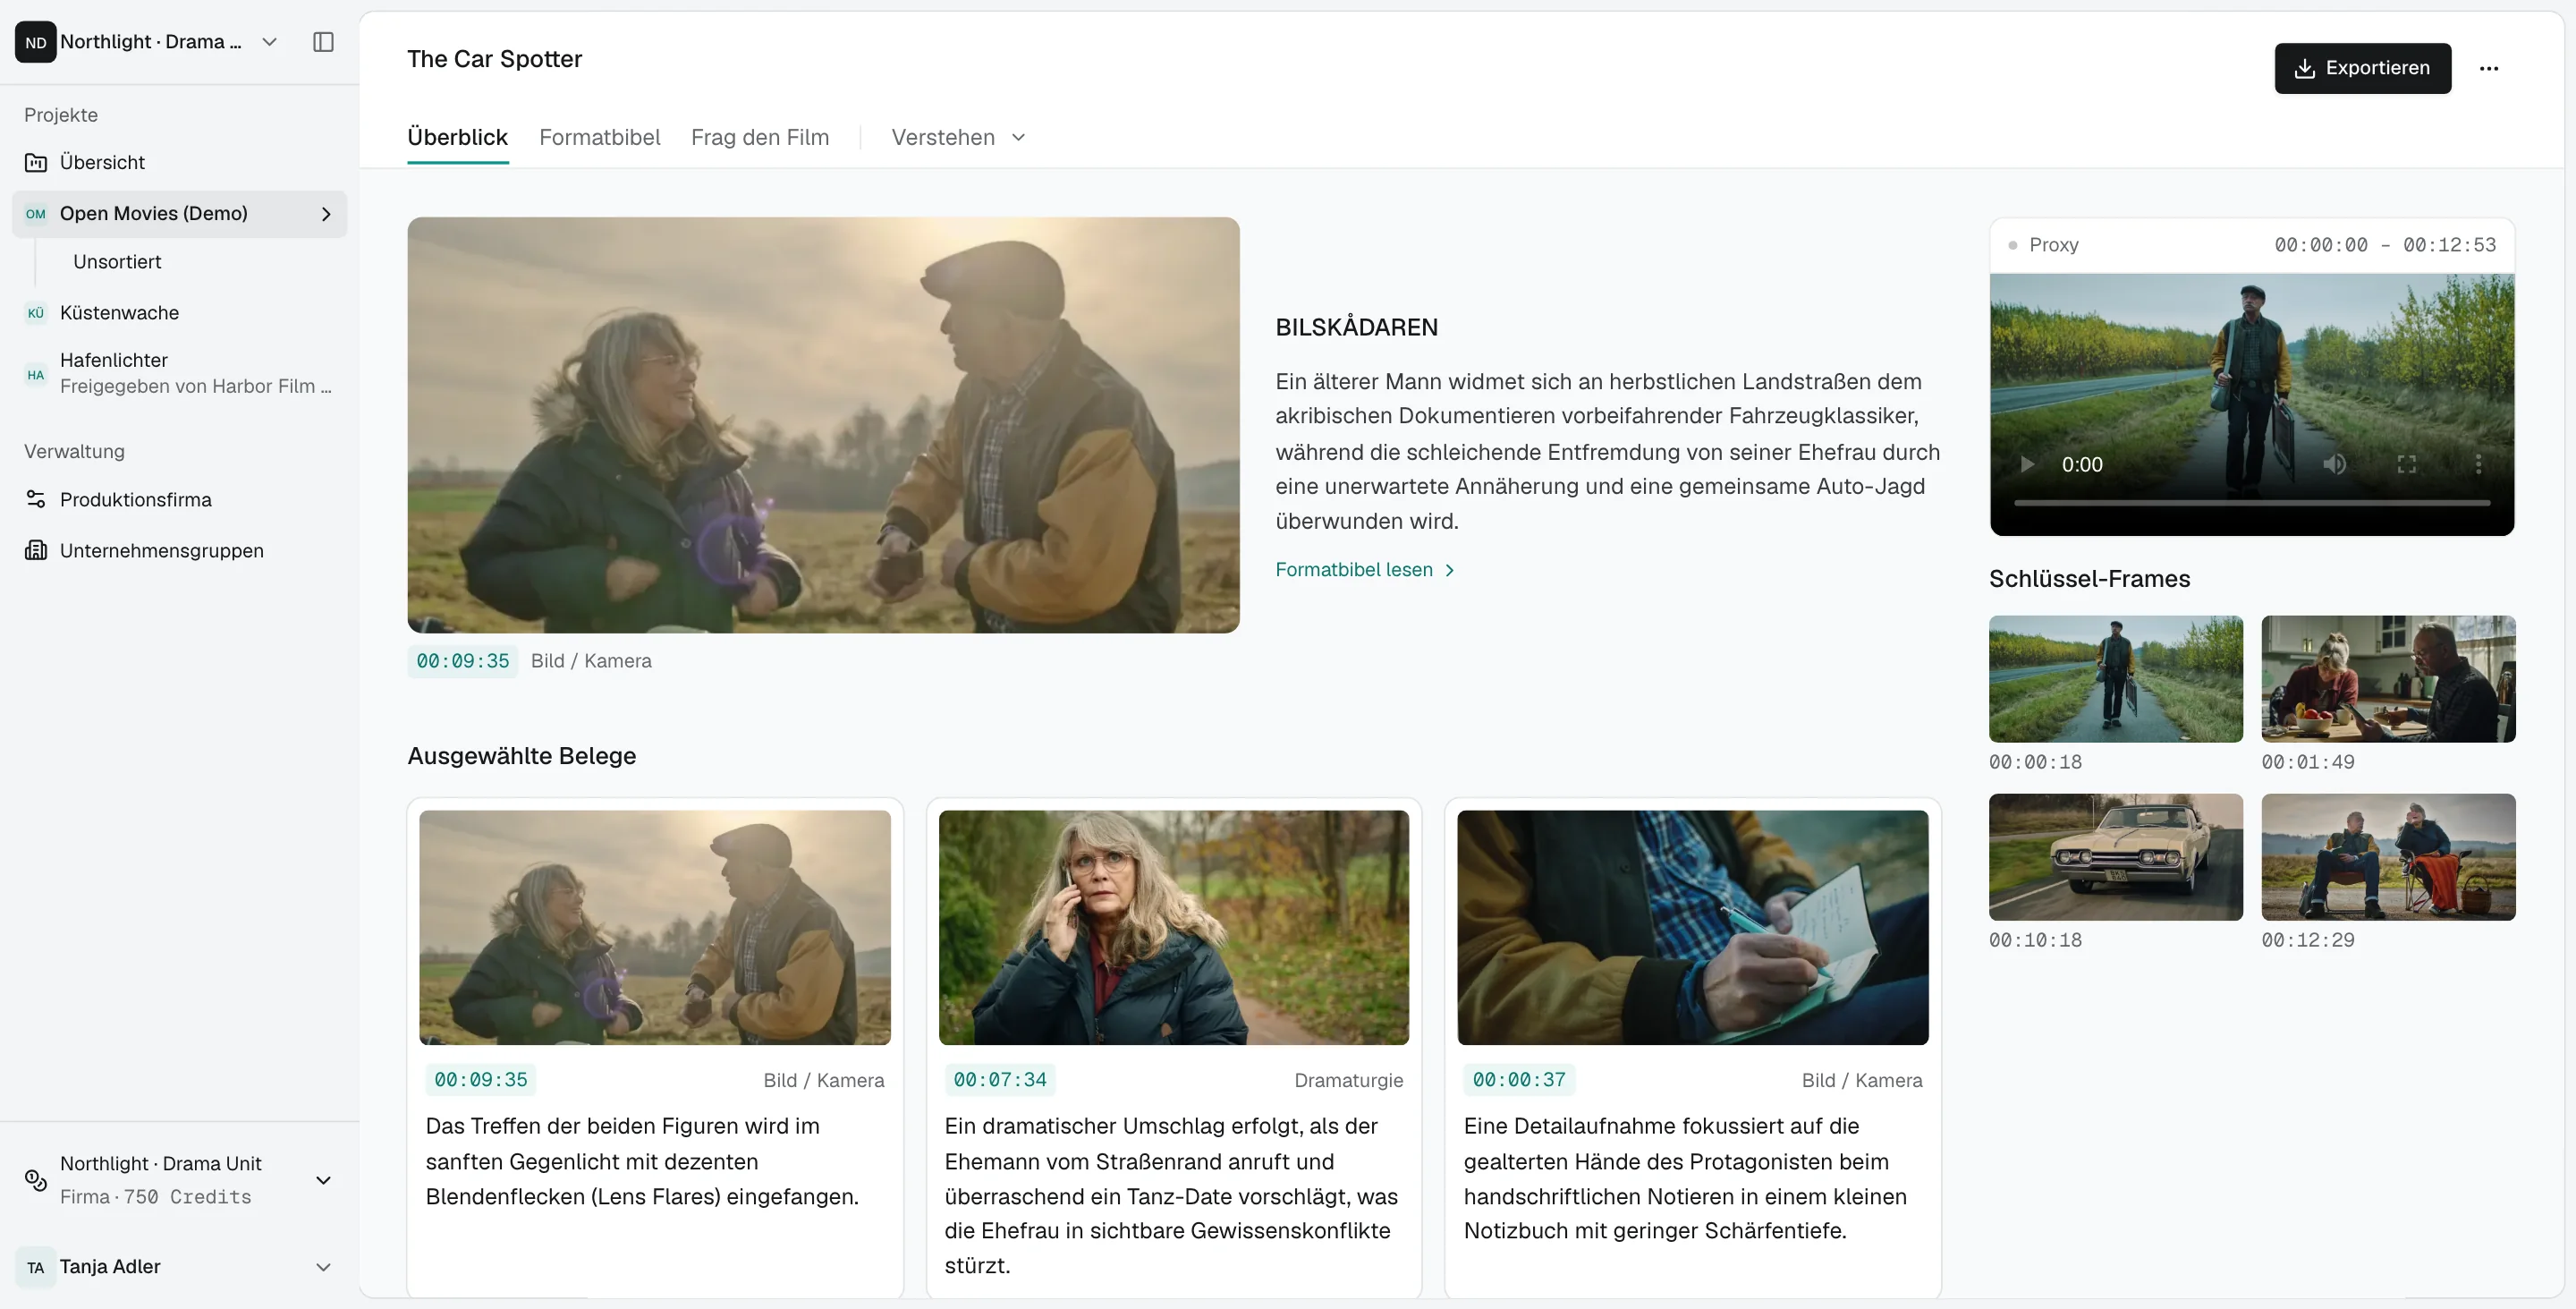 ND Northlight · Drama ...
Projekte
Übersicht
OM Open Movies (Demo)
Unsortiert
KÜ Küstenwache
HA Hafenlichter
Freigegeben von Harbor Film ...
Verwaltung
Produktionsfirma
Unternehmensgruppen
Northlight · Drama Unit
Firma · 750 Credits
TA Tanja Adler
The Car Spotter
Exportieren
Überblick Formatbibel Frag den Film Verstehen
BILSKÅDAREN
Ein älterer Mann widmet sich an herbstlichen Landstraßen dem
akribischen Dokumentieren vorbeifahrender Fahrzeugklassiker,
während die schleichende Entfremdung von seiner Ehefrau durch
eine unerwartete Annäherung und eine gemeinsame Auto-Jagd
überwunden wird.
Formatbibel lesen
00:09:35 Bild / Kamera
Ausgewählte Belege
00:09:35 Bild / Kamera
Das Treffen der beiden Figuren wird im
sanften Gegenlicht mit dezenten
Blendenflecken (Lens Flares) eingefangen.
00:07:34 Dramaturgie
Ein dramatischer Umschlag erfolgt, als der
Ehemann vom Straßenrand anruft und
überraschend ein Tanz-Date vorschlägt, was
die Ehefrau in sichtbare Gewissenskonflikte
stürzt.
00:00:37 Bild / Kamera
Eine Detailaufnahme fokussiert auf die
gealterten Hände des Protagonisten beim
handschriftlichen Notieren in einem kleinen
Notizbuch mit geringer Schärfentiefe.
Proxy 00:00:00 – 00:12:53
0:00
Schlüssel-Frames
00:00:18 00:01:49
00:10:18 00:12:29